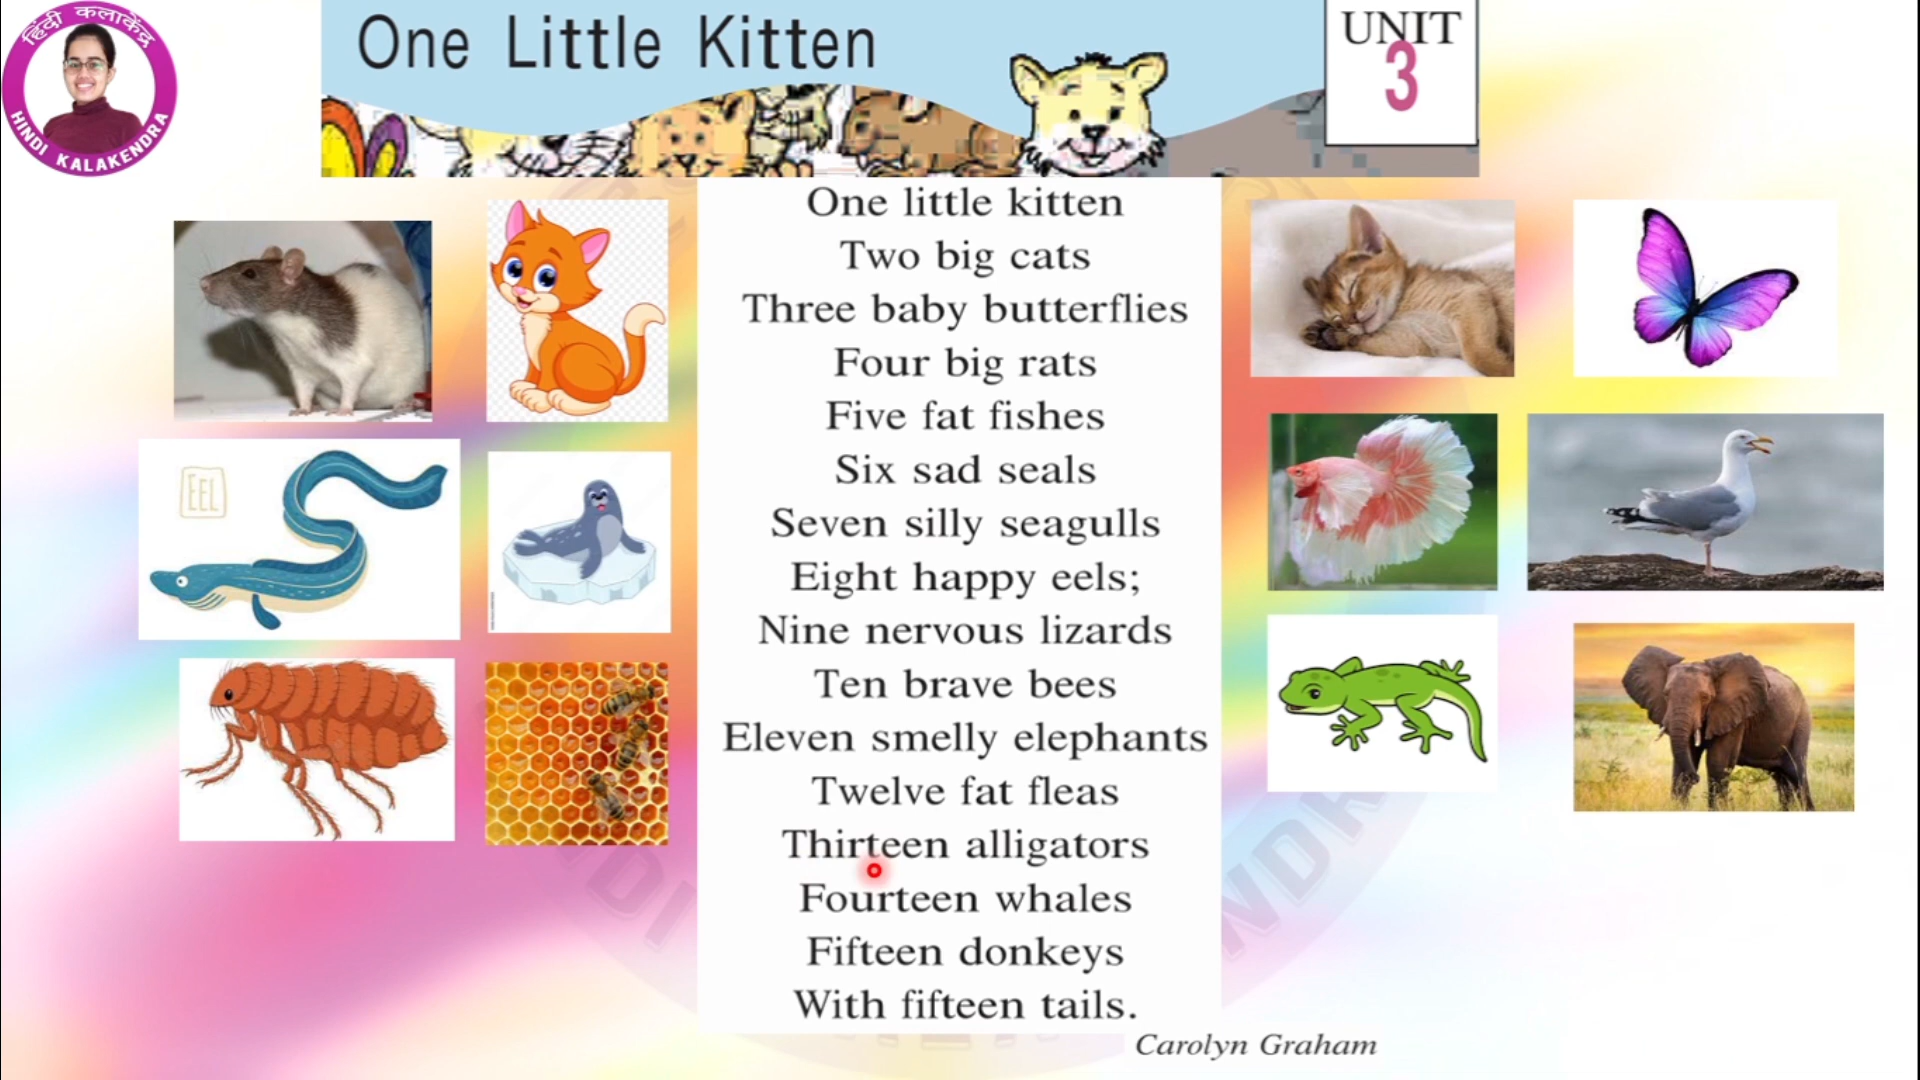 हिंदी कलाकेंद्र
HINDI KALAKENDRA
One Little Kitten
UNIT
3
One little kitten
Two big cats
Three baby butterflies
Four big rats
Five fat fishes
Six sad seals
Seven silly seagulls
Eight happy eels;
Nine nervous lizards
Ten brave bees
Eleven smelly elephants
Twelve fat fleas
Thirteen alligators
Fourteen whales
Fifteen donkeys
With fifteen tails.
Carolyn Graham
EEL